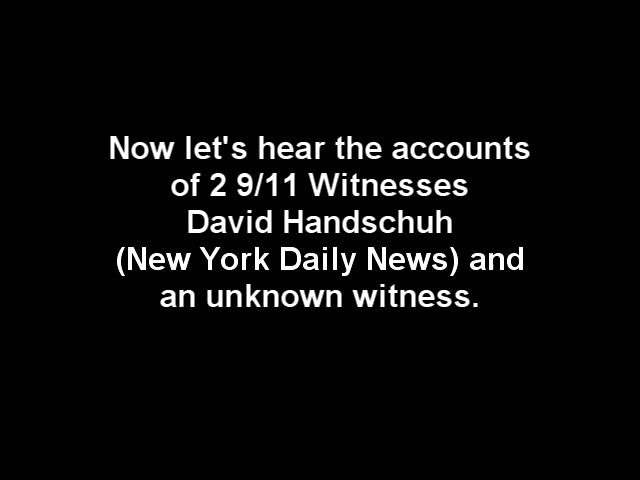 Now let's hear the accounts
of 2 9/11 Witnesses
David Handschuh
(New York Daily News) and
an unknown witness.